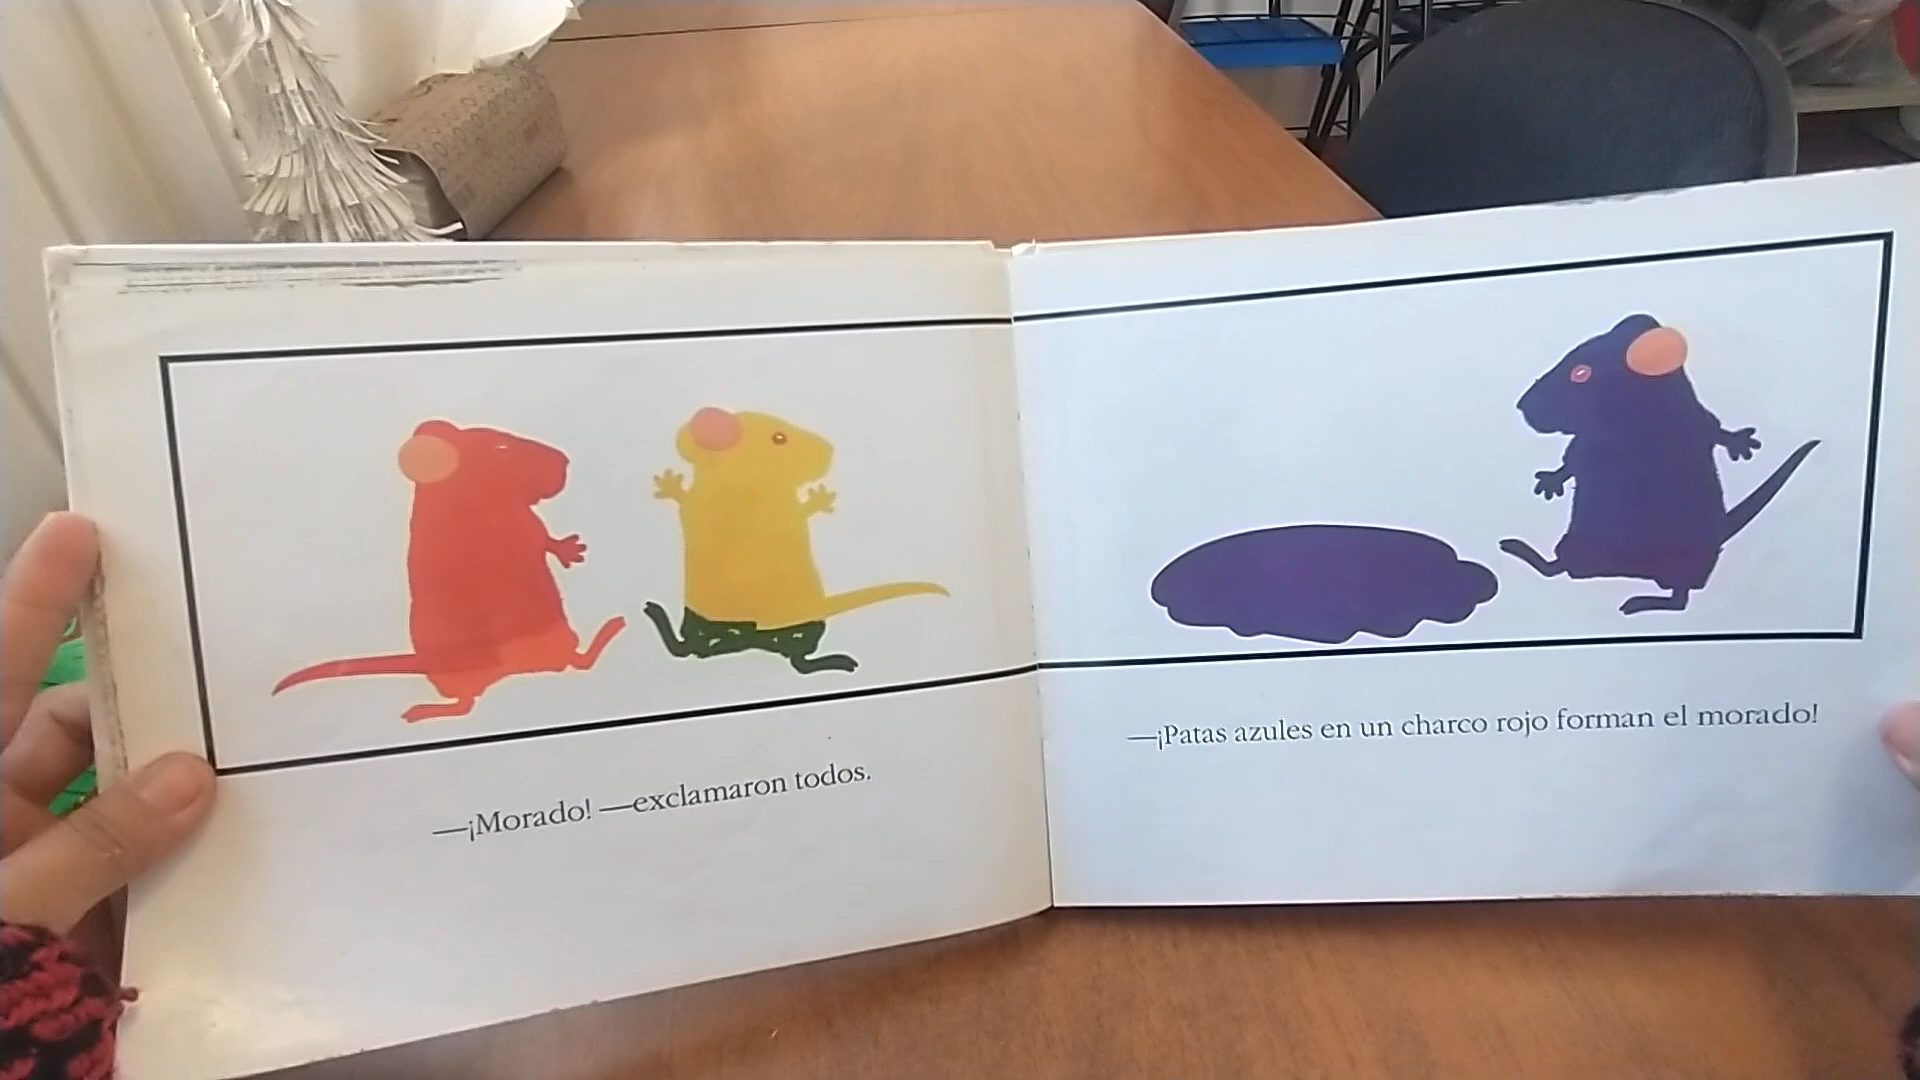 —¡Morado! —exclamaron todos.
—¡Patas azules en un charco rojo forman el morado!